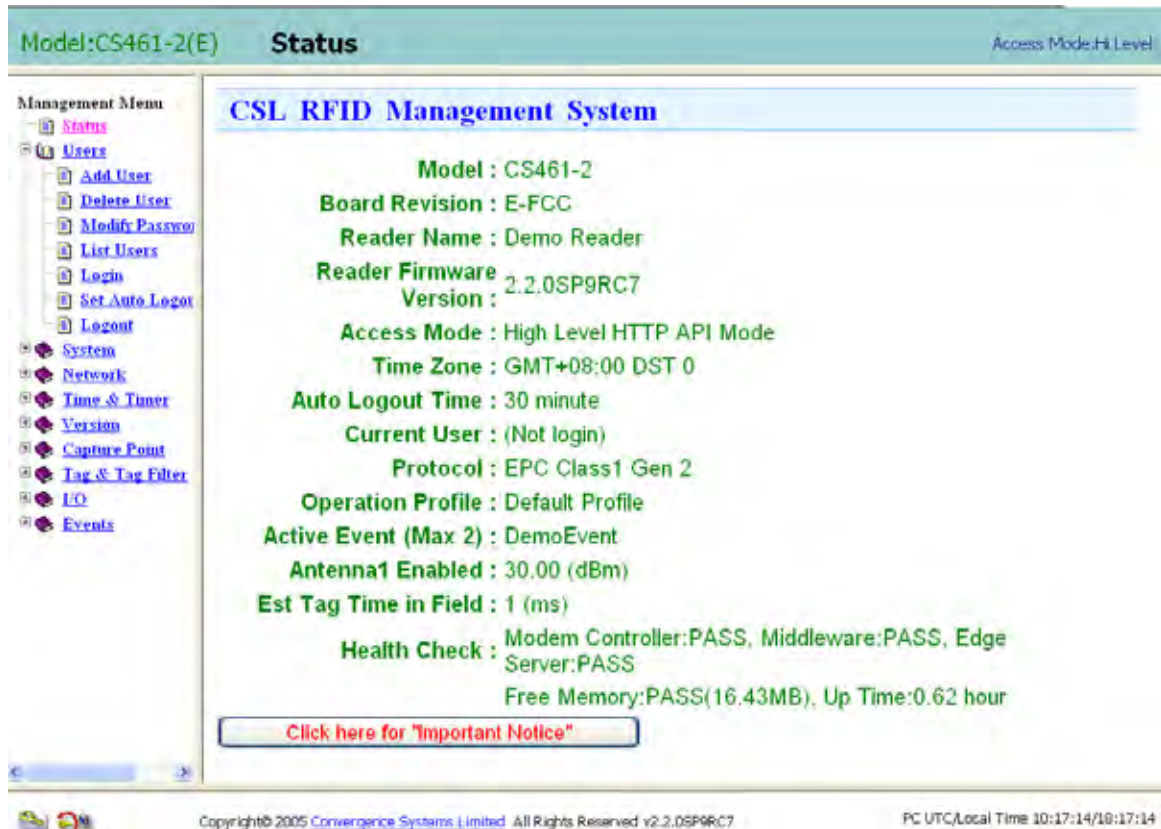 Model:CS461-2(E) Status Access Mode:Hi Level
Management Menu
Status
Users
Add User
Delete User
Modify Passwor
List Users
Login
Set Auto Logot
Logout
System
Network
Time & Timer
Version
Capture Point
Tag & Tag Filter
I/O
Events
CSL RFID Management System
Model : CS461-2
Board Revision : E-FCC
Reader Name : Demo Reader
Reader Firmware
Version : 2.2.0SP9RC7
Access Mode : High Level HTTP API Mode
Time Zone : GMT+08:00 DST 0
Auto Logout Time : 30 minute
Current User : (Not login)
Protocol : EPC Class1 Gen 2
Operation Profile : Default Profile
Active Event (Max 2) : DemoEvent
Antenna1 Enabled : 30.00 (dBm)
Est Tag Time in Field : 1 (ms)
Health Check : Modem Controller:PASS, Middleware:PASS, Edge
Server:PASS
Free Memory:PASS(16.43MB), Up Time:0.62 hour
Click here for "Important Notice"
Copyright© 2005 Convergence Systems Limited All Rights Reserved v2.2.0SP9RC7 PC UTC/Local Time 10:17:14/18:17:14